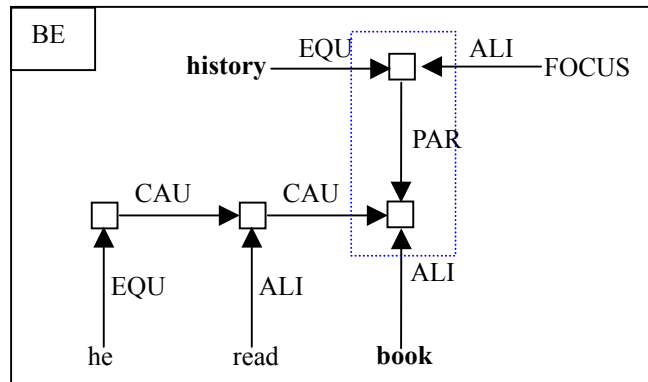 BE
history EQU ALI FOCUS
PAR
CAU CAU
EQU ALI ALI
he read book